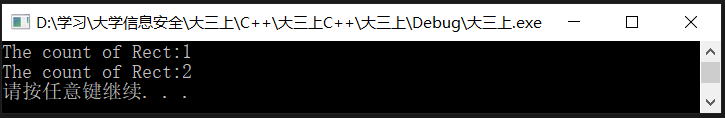 D:\学习\大学信息安全\大三上\C++\大三上C++\大三上\Debug\大三上.exe
The count of Rect:1
The count of Rect:2
请按任意键继续. . .